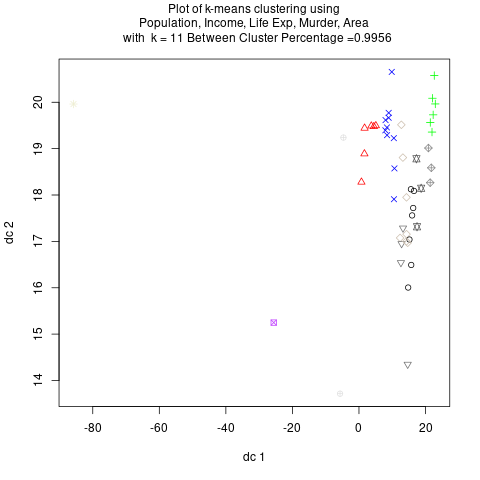 Plot of k-means clustering using
Population, Income, Life Exp, Murder, Area
with k = 11 Between Cluster Percentage =0.9956
dc 2
20
19
18
17
16
15
14
-80
-60
-40
-20
0
20
dc 1